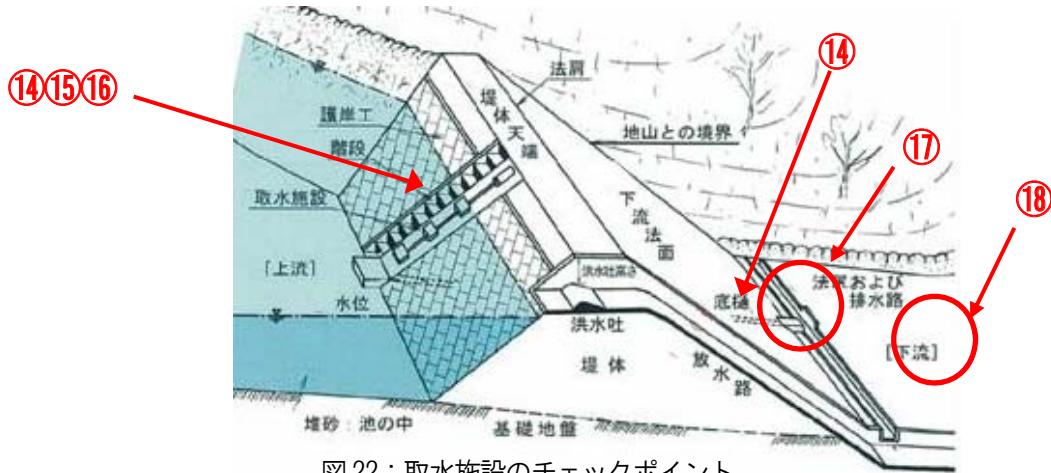 ⑭
法肩
⑭⑮⑯
護岸工
堤体天端
地山との境界
階段
⑰
取水施設
下流法面
⑱
[上流]
洪水吐高さ
法尻および
排水路
水位
底樋
洪水吐
[下流]
堤体
放水路
堆砂：池の中
基礎地盤
図22：取水施設のチェックポイント